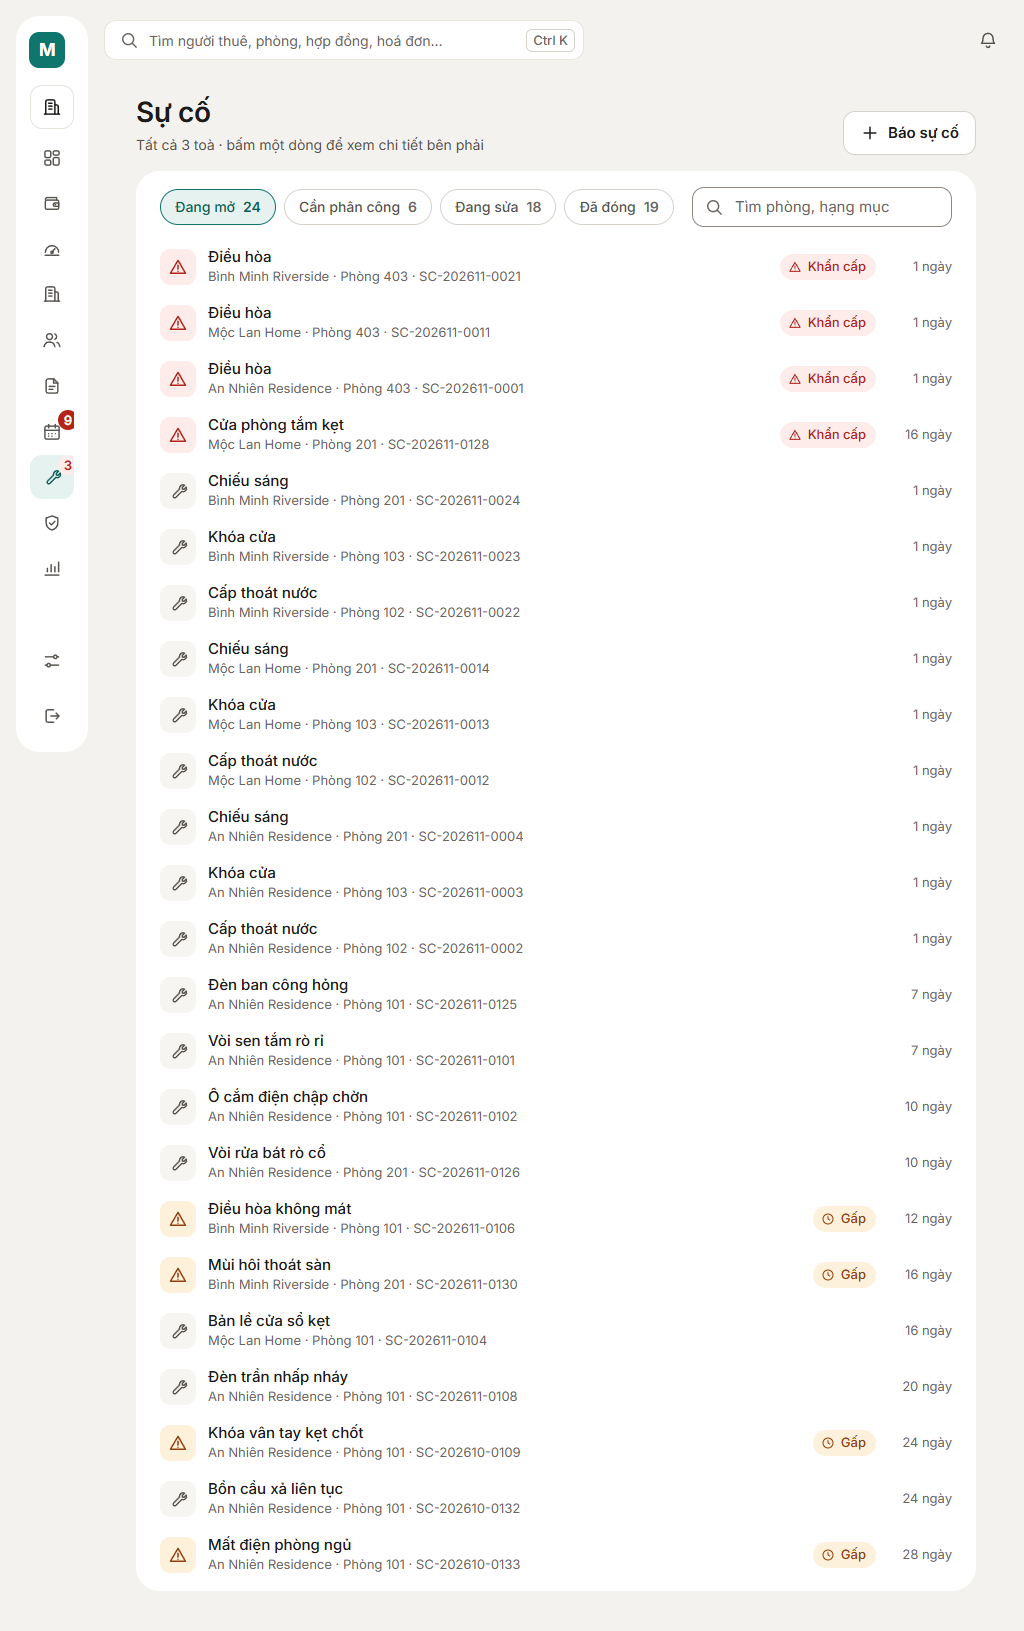 M
Tìm người thuê, phòng, hợp đồng, hoá đơn...
Ctrl K
Sự cố
Tất cả 3 toà · bấm một dòng để xem chi tiết bên phải
Báo sự cố
9
3
Đang mở 24
Cần phân công 6
Đang sửa 18
Đã đóng 19
Tìm phòng, hạng mục
Điều hòa
Bình Minh Riverside · Phòng 403 · SC-202611-0021
Khẩn cấp
1 ngày
Điều hòa
Mộc Lan Home · Phòng 403 · SC-202611-0011
Khẩn cấp
1 ngày
Điều hòa
An Nhiên Residence · Phòng 403 · SC-202611-0001
Khẩn cấp
1 ngày
Cửa phòng tắm kẹt
Mộc Lan Home · Phòng 201 · SC-202611-0128
Khẩn cấp
16 ngày
Chiếu sáng
Bình Minh Riverside · Phòng 201 · SC-202611-0024
1 ngày
Khóa cửa
Bình Minh Riverside · Phòng 103 · SC-202611-0023
1 ngày
Cấp thoát nước
Bình Minh Riverside · Phòng 102 · SC-202611-0022
1 ngày
Chiếu sáng
Mộc Lan Home · Phòng 201 · SC-202611-0014
1 ngày
Khóa cửa
Mộc Lan Home · Phòng 103 · SC-202611-0013
1 ngày
Cấp thoát nước
Mộc Lan Home · Phòng 102 · SC-202611-0012
1 ngày
Chiếu sáng
An Nhiên Residence · Phòng 201 · SC-202611-0004
1 ngày
Khóa cửa
An Nhiên Residence · Phòng 103 · SC-202611-0003
1 ngày
Cấp thoát nước
An Nhiên Residence · Phòng 102 · SC-202611-0002
1 ngày
Đèn ban công hỏng
An Nhiên Residence · Phòng 101 · SC-202611-0125
7 ngày
Vòi sen tắm rò rỉ
An Nhiên Residence · Phòng 101 · SC-202611-0101
7 ngày
Ổ cắm điện chập chờn
An Nhiên Residence · Phòng 101 · SC-202611-0102
10 ngày
Vòi rửa bát rò cổ
An Nhiên Residence · Phòng 201 · SC-202611-0126
10 ngày
Điều hòa không mát
Bình Minh Riverside · Phòng 101 · SC-202611-0106
Gấp
12 ngày
Mùi hôi thoát sàn
Bình Minh Riverside · Phòng 201 · SC-202611-0130
Gấp
16 ngày
Bản lề cửa sổ kẹt
Mộc Lan Home · Phòng 101 · SC-202611-0104
16 ngày
Đèn trần nhấp nháy
An Nhiên Residence · Phòng 101 · SC-202611-0108
20 ngày
Khóa vân tay kẹt chốt
An Nhiên Residence · Phòng 101 · SC-202610-0109
Gấp
24 ngày
Bồn cầu xả liên tục
An Nhiên Residence · Phòng 101 · SC-202610-0132
24 ngày
Mất điện phòng ngủ
An Nhiên Residence · Phòng 101 · SC-202610-0133
Gấp
28 ngày